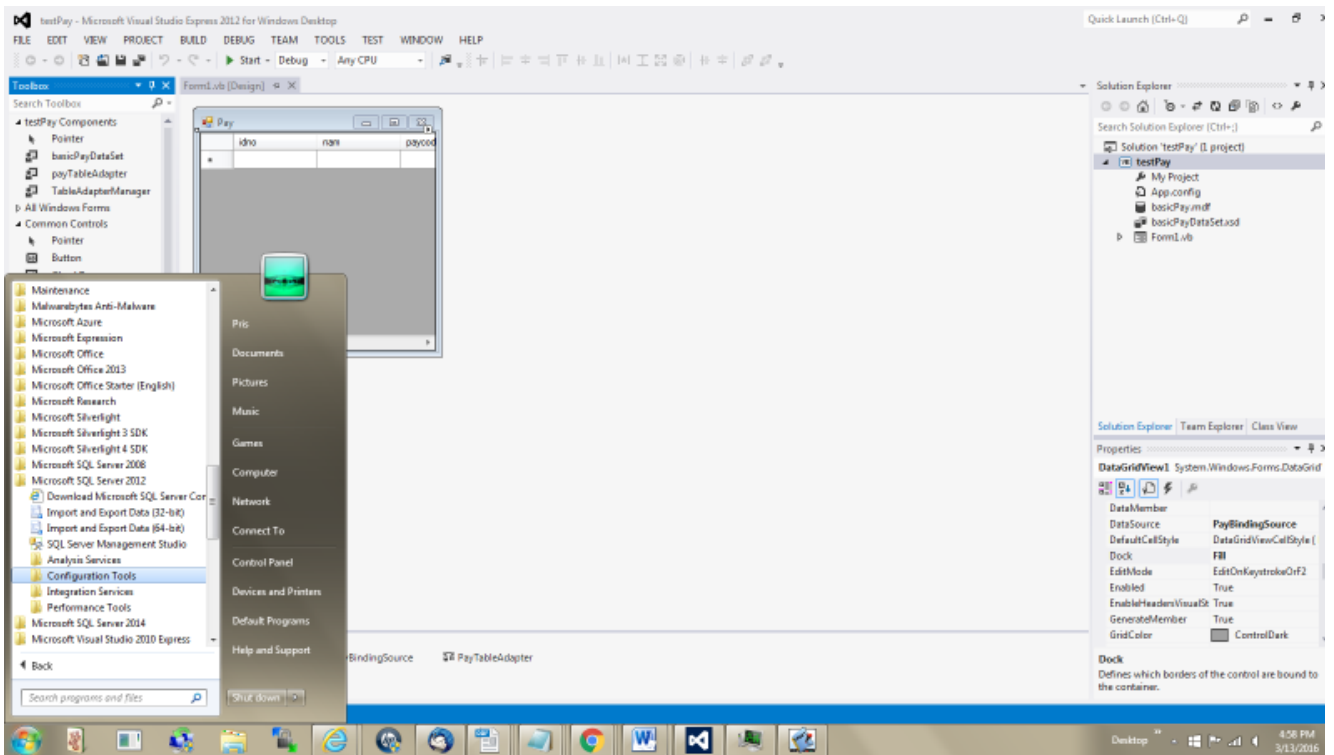 testPay - Microsoft Visual Studio Express 2012 for Windows Desktop
Quick Launch (Ctrl+Q)
FILE EDIT VIEW PROJECT BUILD DEBUG TEAM TOOLS TEST WINDOW HELP
Start Debug Any CPU
Toolbox
Search Toolbox
testPay Components
Pointer
basicPayDataSet
payTableAdapter
TableAdapterManager
All Windows Forms
Common Controls
Pointer
Button
Form1.vb [Design]
Pay
idno nam paycod
Maintenance
Malwarebytes Anti-Malware
Microsoft Azure
Microsoft Expression
Microsoft Office
Microsoft Office 2013
Microsoft Office Starter (English)
Microsoft Research
Microsoft Silverlight
Microsoft Silverlight 3 SDK
Microsoft Silverlight 4 SDK
Microsoft SQL Server 2008
Microsoft SQL Server 2012
Download Microsoft SQL Server Cor
Import and Export Data (32-bit)
Import and Export Data (64-bit)
SQL Server Management Studio
Analysis Services
Configuration Tools
Integration Services
Performance Tools
Microsoft SQL Server 2014
Microsoft Visual Studio 2010 Express
Back
Search programs and files
Pris
Documents
Pictures
Music
Games
Computer
Network
Connect To
Control Panel
Devices and Printers
Default Programs
Help and Support
Shut down
BindingSource PayTableAdapter
Solution Explorer
Search Solution Explorer (Ctrl+;)
Solution 'testPay' (1 project)
testPay
My Project
App.config
basicPay.mdf
basicPayDataSet.xsd
Form1.vb
Solution Explorer Team Explorer Class View
Properties
DataGridView1 System.Windows.Forms.DataGrid
DataMember
DataSource PayBindingSource
DefaultCellStyle DataGridViewCellStyle {
Dock Fill
EditMode EditOnKeystrokeOrF2
Enabled True
EnableHeadersVisualSt True
GenerateMember True
GridColor ControlDark
Dock
Defines which borders of the control are bound to
the container.
Desktop
4:58 PM
3/13/2016